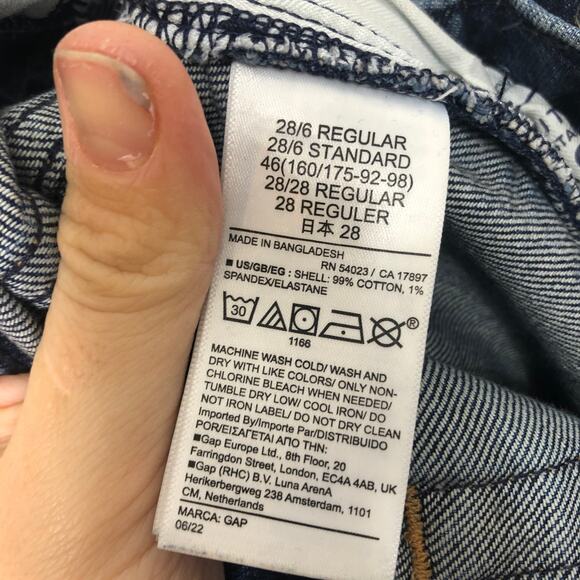 28/6 REGULAR
28/6 STANDARD
46(160/175-92-98)
28/28 REGULAR
28 REGULER
日本 28
MADE IN BANGLADESH
RN 54023 / CA 17897
■ US/GB/EG : SHELL: 99% COTTON, 1%
SPANDEX/ELASTANE
30
®
1166
MACHINE WASH COLD/ WASH AND
DRY WITH LIKE COLORS/ ONLY NON-
CHLORINE BLEACH WHEN NEEDED/
TUMBLE DRY LOW/ COOL IRON/ DO
NOT IRON LABEL/ DO NOT DRY CLEAN
Imported By/Importe Par/DISTRIBUIDO
POR/ΕΙΣΑΓΕΤΑΙ ΑΠΟ ΤΗΝ:
■Gap Europe Ltd., 8th Floor, 20
Farringdon Street, London, EC4A 4AB, UK
■Gap (RHC) B.V. Luna ArenA
Herikerbergweg 238 Amsterdam, 1101
CM, Netherlands
MARCA: GAP
06/22